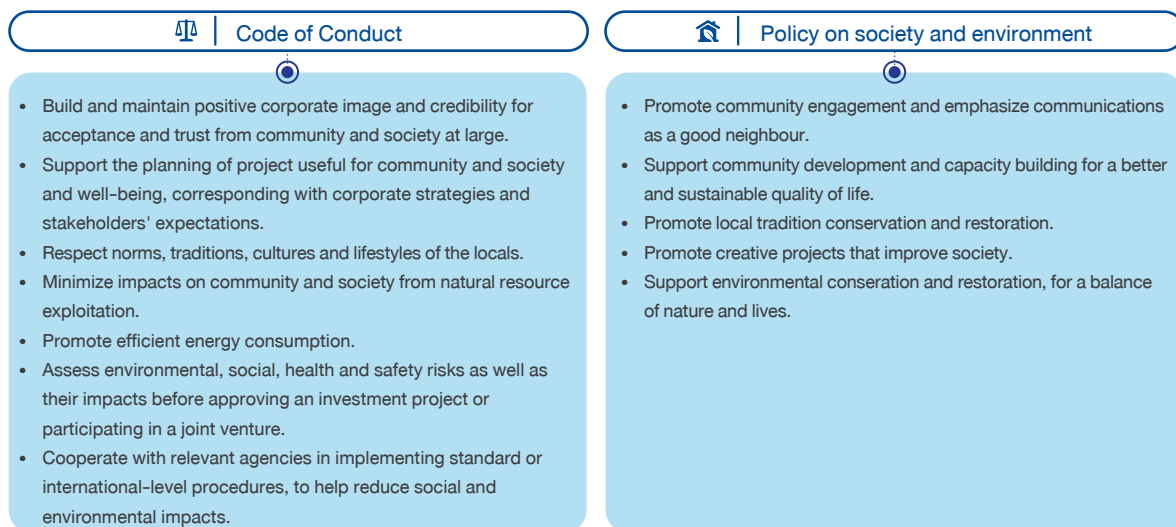 Code of Conduct
• Build and maintain positive corporate image and credibility for
acceptance and trust from community and society at large.
• Support the planning of project useful for community and society
and well-being, corresponding with corporate strategies and
stakeholders' expectations.
• Respect norms, traditions, cultures and lifestyles of the locals.
• Minimize impacts on community and society from natural resource
exploitation.
• Promote efficient energy consumption.
• Assess environmental, social, health and safety risks as well as
their impacts before approving an investment project or
participating in a joint venture.
• Cooperate with relevant agencies in implementing standard or
international-level procedures, to help reduce social and
environmental impacts.
Policy on society and environment
• Promote community engagement and emphasize communications
as a good neighbour.
• Support community development and capacity building for a better
and sustainable quality of life.
• Promote local tradition conservation and restoration.
• Promote creative projects that improve society.
• Support environmental conseration and restoration, for a balance
of nature and lives.